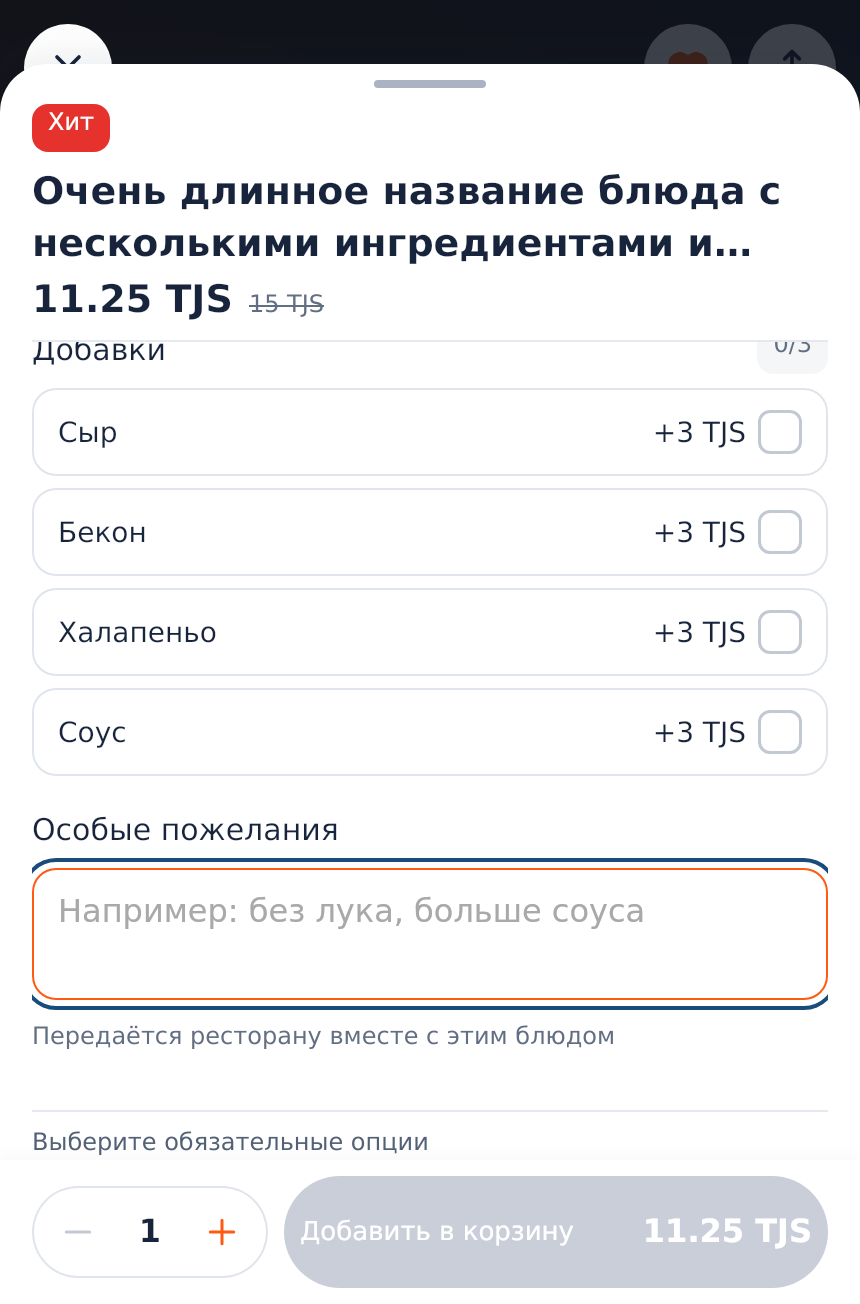 Хит
Очень длинное название блюда с
несколькими ингредиентами и…
11.25 TJS 15 TJS
Добавки 0/3
Сыр +3 TJS
Бекон +3 TJS
Халапеньо +3 TJS
Соус +3 TJS
Особые пожелания
Например: без лука, больше соуса
Передаётся ресторану вместе с этим блюдом
Выберите обязательные опции
1 Добавить в корзину 11.25 TJS